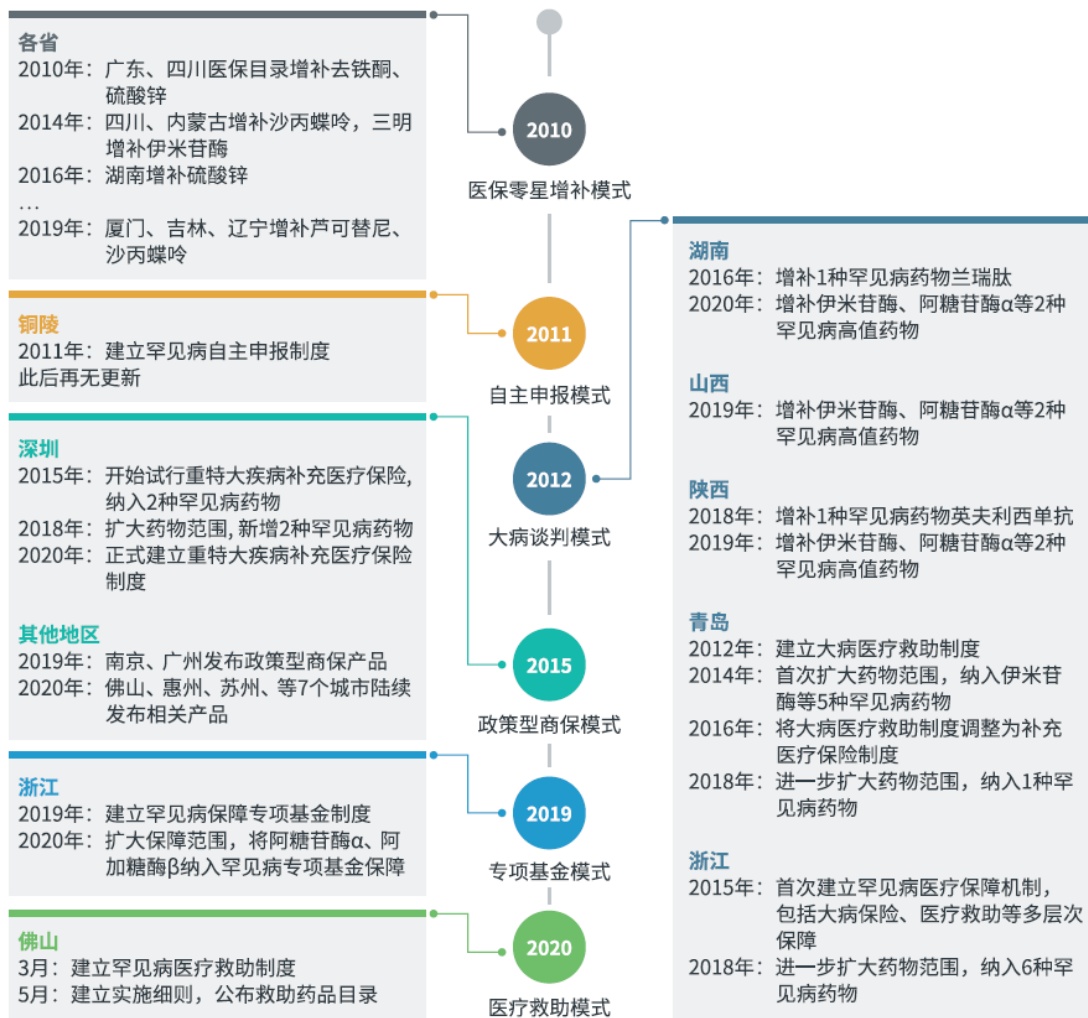 各省
2010年：广东、四川医保目录增补去铁酮、
硫酸锌
2014年：四川、内蒙古增补沙丙蝶呤，三明
增补伊米苷酶
2016年：湖南增补硫酸锌
…
2019年：厦门、吉林、辽宁增补芦可替尼、
沙丙蝶呤
铜陵
2011年：建立罕见病自主申报制度
此后再无更新
深圳
2015年：开始试行重特大疾病补充医疗保险,
纳入2种罕见病药物
2018年：扩大药物范围, 新增2种罕见病药物
2020年：正式建立重特大疾病补充医疗保险
制度
其他地区
2019年：南京、广州发布政策型商保产品
2020年：佛山、惠州、苏州、等7个城市陆续
发布相关产品
浙江
2019年：建立罕见病保障专项基金制度
2020年：扩大保障范围，将阿糖苷酶α、阿
加糖酶β纳入罕见病专项基金保障
佛山
3月：建立罕见病医疗救助制度
5月：建立实施细则，公布救助药品目录
2010
医保零星增补模式
2011
自主申报模式
2012
大病谈判模式
2015
政策型商保模式
2019
专项基金模式
2020
医疗救助模式
湖南
2016年：增补1种罕见病药物兰瑞肽
2020年：增补伊米苷酶、阿糖苷酶α等2种
罕见病高值药物
山西
2019年：增补伊米苷酶、阿糖苷酶α等2种
罕见病高值药物
陕西
2018年：增补1种罕见病药物英夫利西单抗
2019年：增补伊米苷酶、阿糖苷酶α等2种
罕见病高值药物
青岛
2012年：建立大病医疗救助制度
2014年：首次扩大药物范围，纳入伊米苷
酶等5种罕见病药物
2016年：将大病医疗救助制度调整为补充
医疗保险制度
2018年：进一步扩大药物范围，纳入1种罕
见病药物
浙江
2015年：首次建立罕见病医疗保障机制，
包括大病保险、医疗救助等多层次
保障
2018年：进一步扩大药物范围，纳入6种罕
见病药物